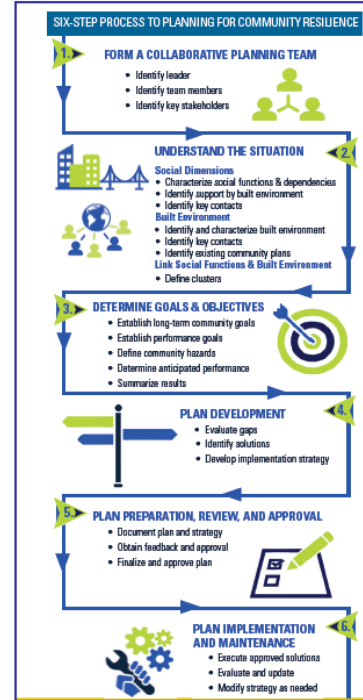 SIX-STEP PROCESS TO PLANNING FOR COMMUNITY RESILIENCE
1.
FORM A COLLABORATIVE PLANNING TEAM
• Identify leader
• Identify team members
• Identify key stakeholders
UNDERSTAND THE SITUATION
2.
Social Dimensions
• Characterize social functions & dependencies
• Identify support by built environment
• Identify key contacts
Built Environment
• Identify and characterize built environment
• Identify key contacts
• Identify existing community plans
Link Social Functions & Built Environment
• Define clusters
3.
DETERMINE GOALS & OBJECTIVES
• Establish long-term community goals
• Establish performance goals
• Define community hazards
• Determine anticipated performance
• Summarize results
PLAN DEVELOPMENT
4.
• Evaluate gaps
• Identify solutions
• Develop implementation strategy
5.
PLAN PREPARATION, REVIEW, AND APPROVAL
• Document plan and strategy
• Obtain feedback and approval
• Finalize and approve plan
6.
PLAN IMPLEMENTATION
AND MAINTENANCE
• Execute approved solutions
• Evaluate and update
• Modify strategy as needed